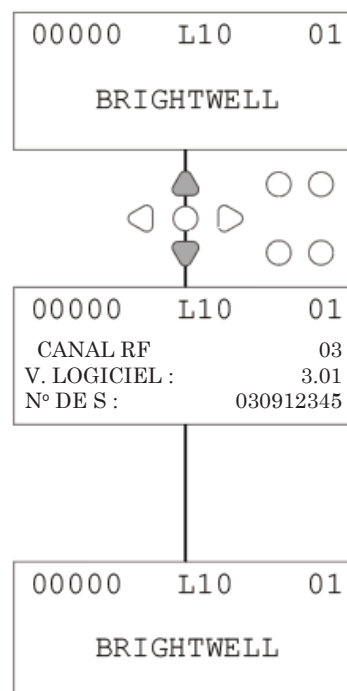 00000 L10 01
BRIGHTWELL
00000 L10 01
CANAL RF 03
V. LOGICIEL : 3.01
Nº DE S : 030912345
00000 L10 01
BRIGHTWELL